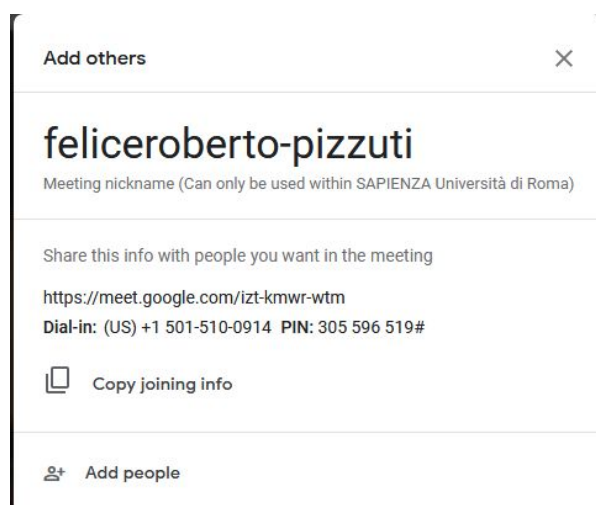 Add others
feliceroberto-pizzuti
Meeting nickname (Can only be used within SAPIENZA Università di Roma)
Share this info with people you want in the meeting
https://meet.google.com/izt-kmwr-wtm
Dial-in: (US) +1 501-510-0914 PIN: 305 596 519#
Copy joining info
Add people